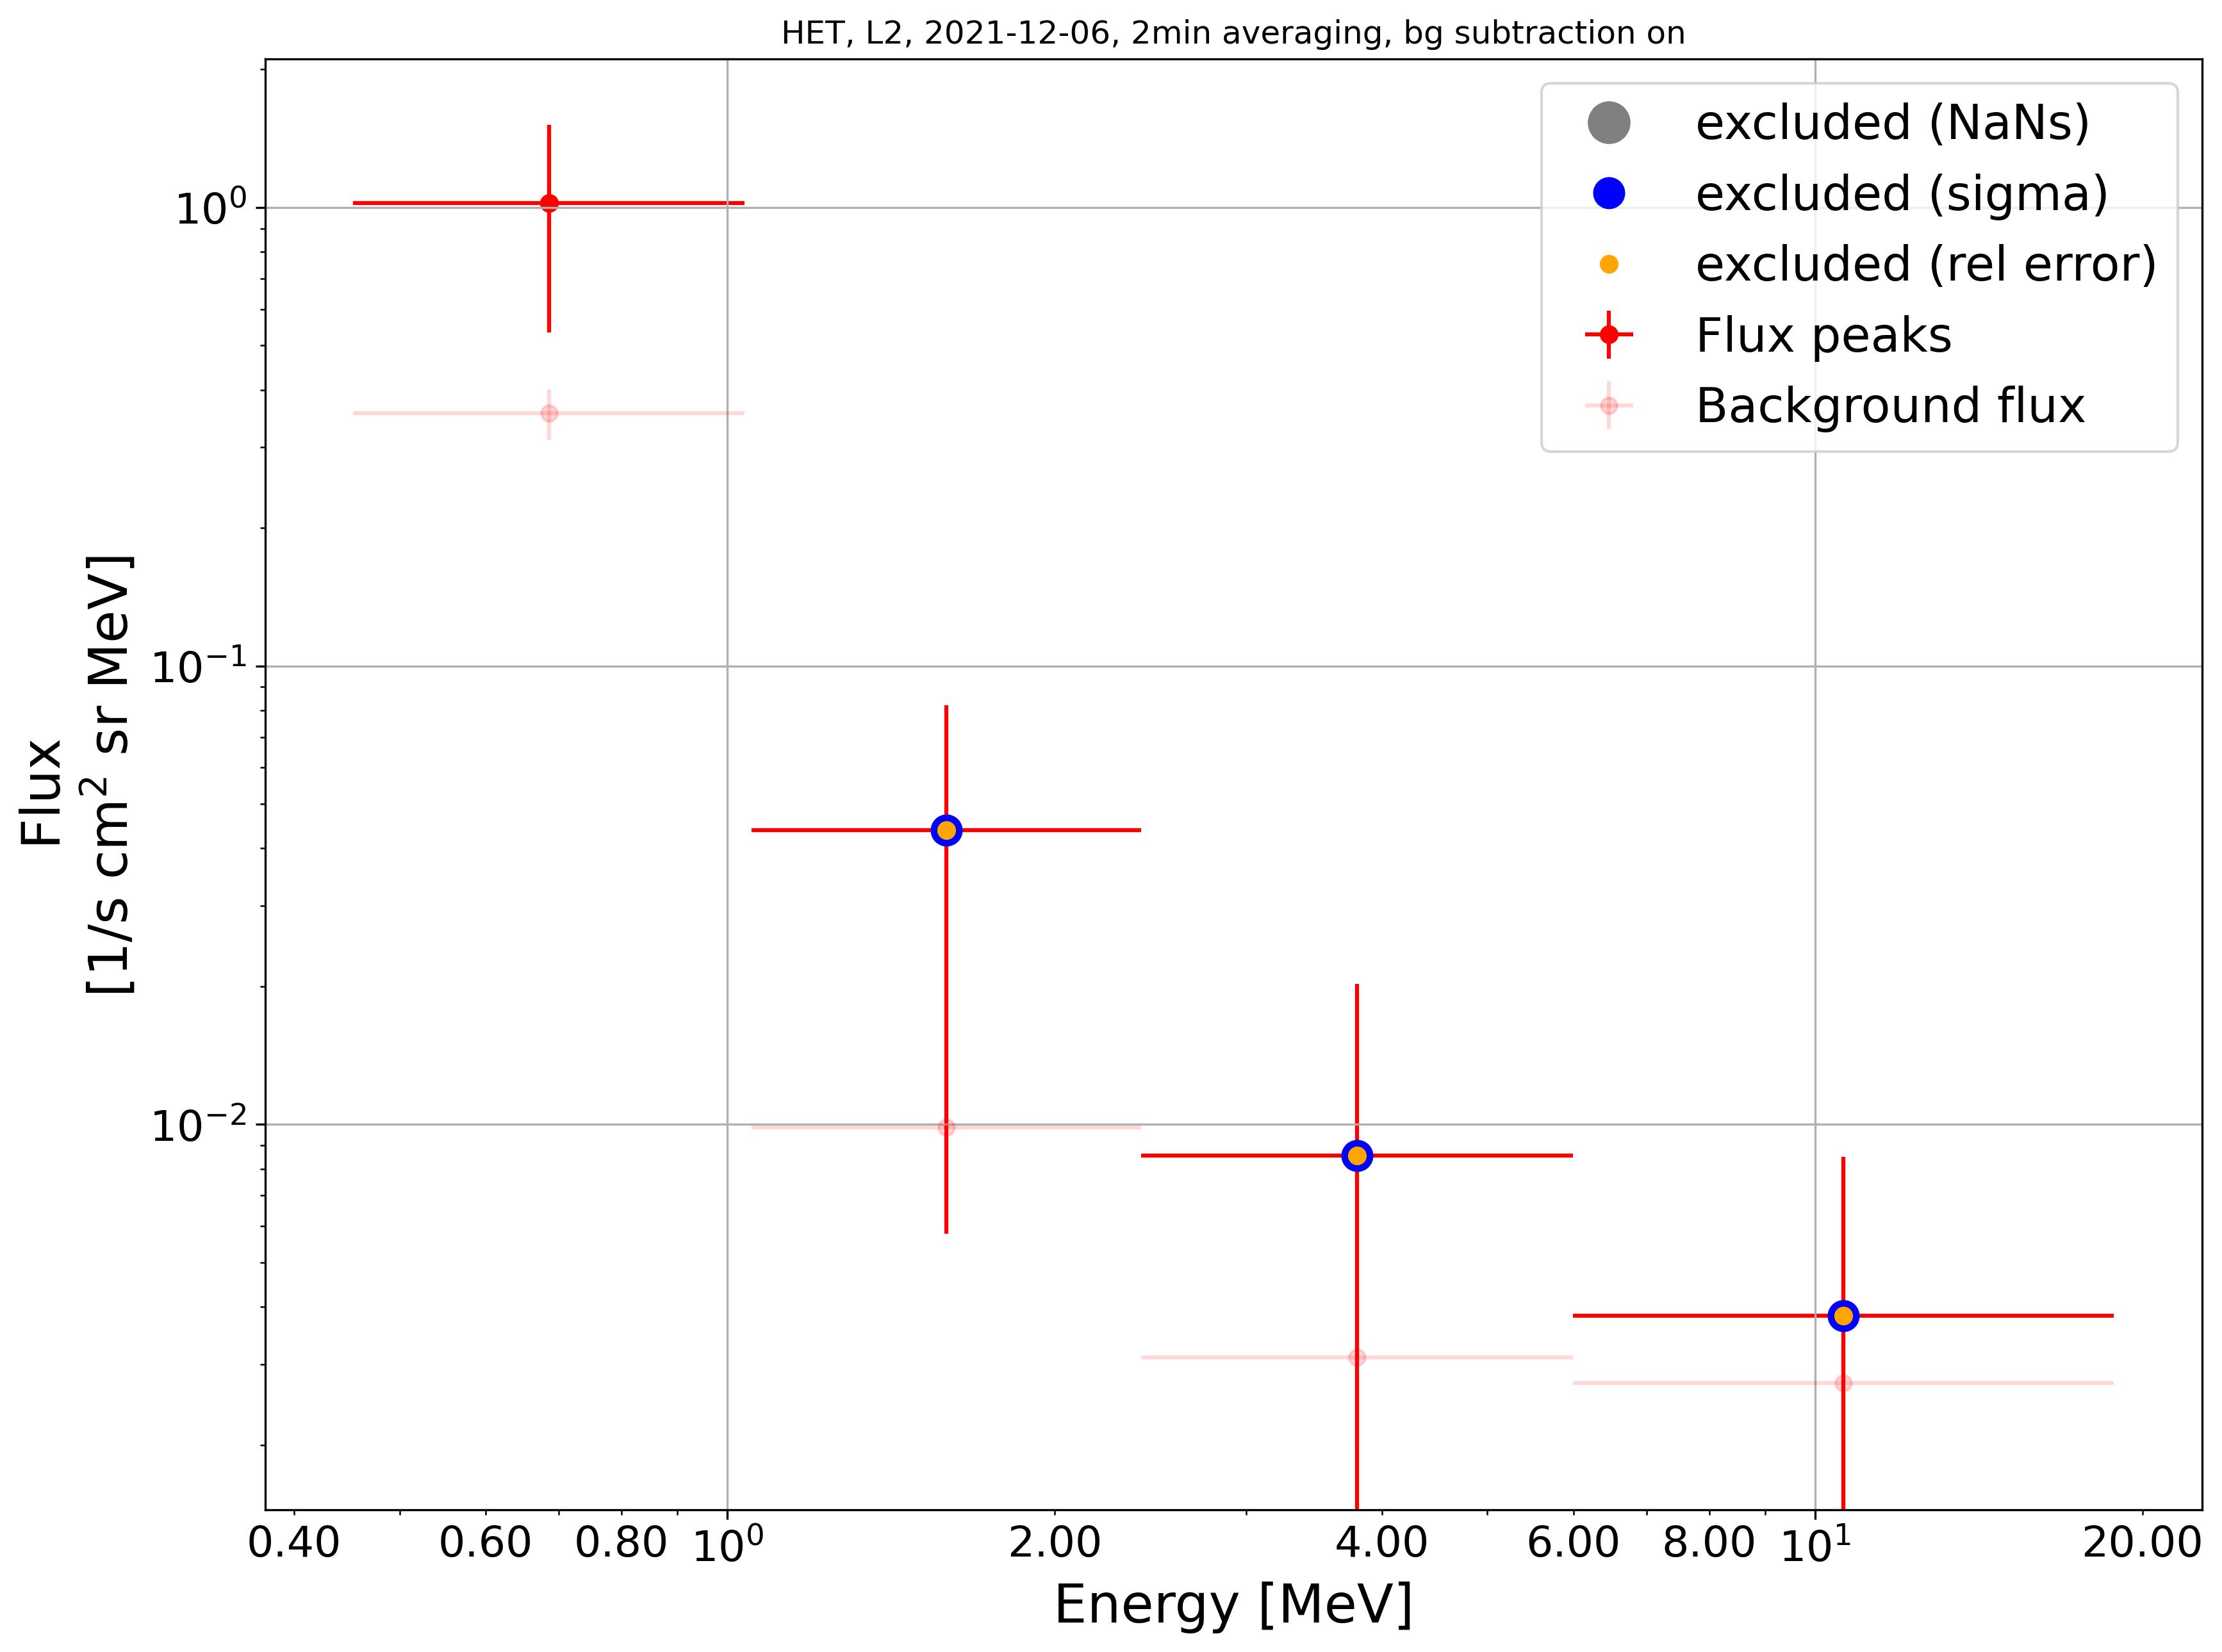 HET, L2, 2021-12-06, 2min averaging, bg subtraction on
excluded (NaNs)
excluded (sigma)
excluded (rel error)
Flux peaks
Background flux
Flux
[1/s cm² sr MeV]
10⁰
10⁻¹
10⁻²
0.40 0.60 0.80 10⁰ 2.00 4.00 6.00 8.00 10¹ 20.00
Energy [MeV]